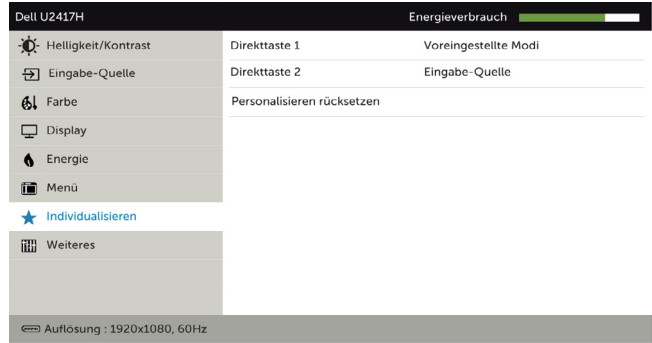 Dell U2417H Energieverbrauch
Helligkeit/Kontrast
Eingabe-Quelle
Farbe
Display
Energie
Menü
Individualisieren
Weiteres
Direkttaste 1 Voreingestellte Modi
Direkttaste 2 Eingabe-Quelle
Personalisieren rücksetzen
Auflösung : 1920x1080, 60Hz